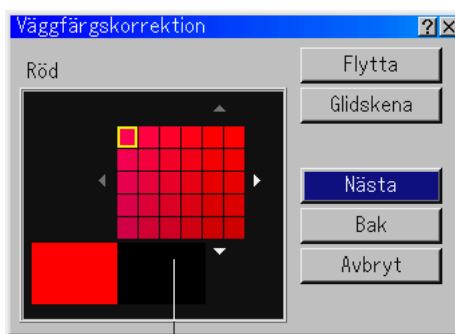 Väggfärgskorrektion
Röd
Flytta
Glidskena
Nästa
Bak
Avbryt